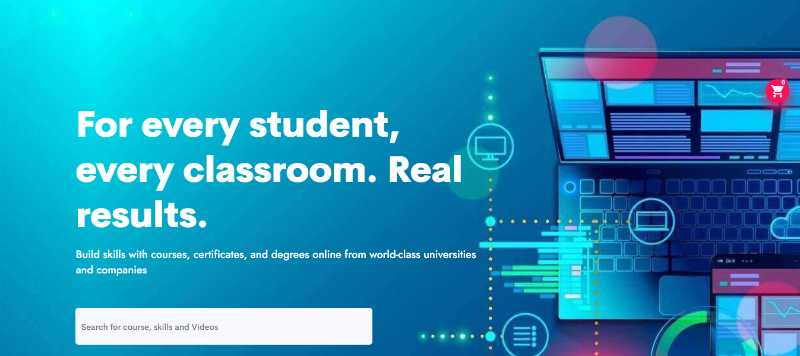 For every student,
every classroom. Real
results.
Build skills with courses, certificates, and degrees online from world-class universities
and companies
Search for course, skills and Videos
0